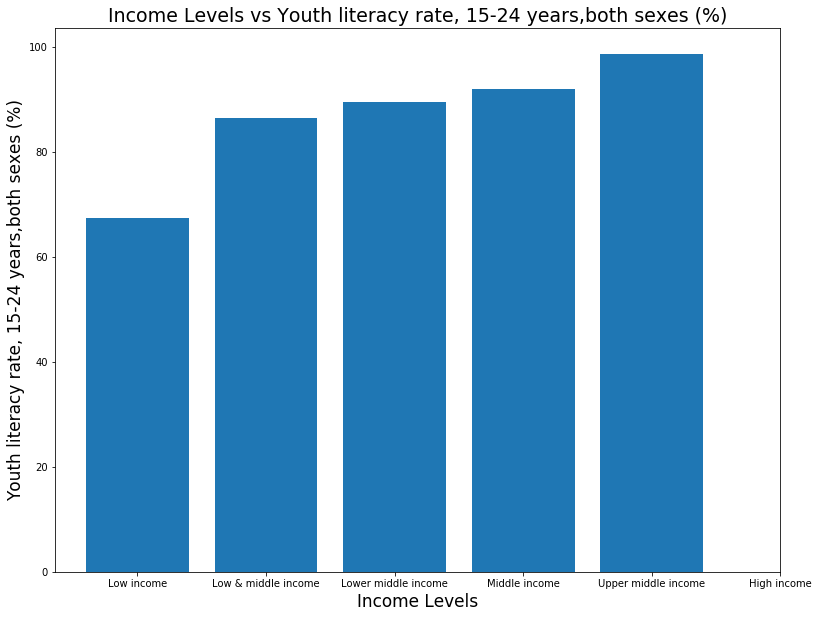 Income Levels vs Youth literacy rate, 15-24 years,both sexes (%)
Youth literacy rate, 15-24 years,both sexes (%)
100
80
60
40
20
0
Low income Low & middle income Lower middle income Middle income Upper middle income High income
Income Levels